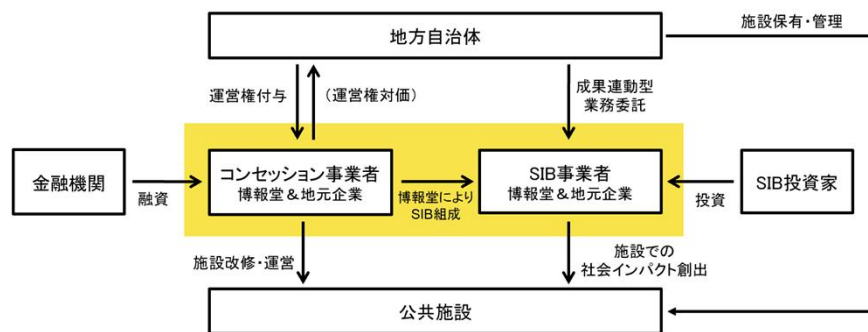 地方自治体
施設保有・管理
運営権付与
(運営権対価)
成果連動型
業務委託
金融機関
融資
コンセッション事業者
博報堂&地元企業
博報堂により
SIB組成
SIB事業者
博報堂&地元企業
投資
SIB投資家
施設改修・運営
施設での
社会インパクト創出
公共施設